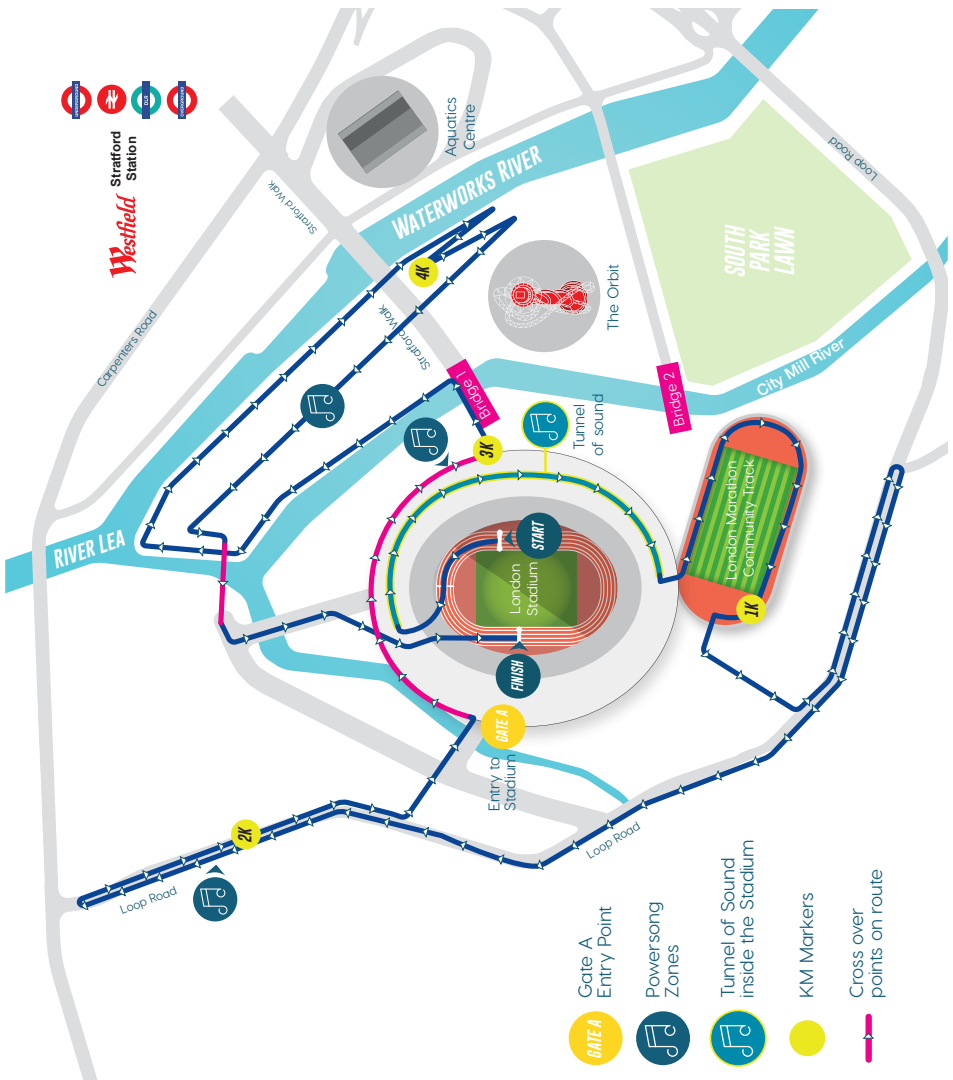 UNDERGROUND
DLR
UNDERGROUND
Westfield
Stratford
Station
Aquatics
Centre
Stratford Walk
Carpenters Road
WATERWORKS RIVER
Loop Road
SOUTH
PARK
LAWN
4K
The Orbit
Stratford Walk
Bridge 1
Bridge 2
City Mill River
RIVER LEA
3K
Tunnel
of sound
START
London
Stadium
FINISH
London Marathon
Community Track
1K
GATE A
Entry to
Stadium
2K
Loop Road
Loop Road
GATE A
Gate A
Entry Point
Powersong
Zones
Tunnel of Sound
inside the Stadium
KM Markers
Cross over
points on route